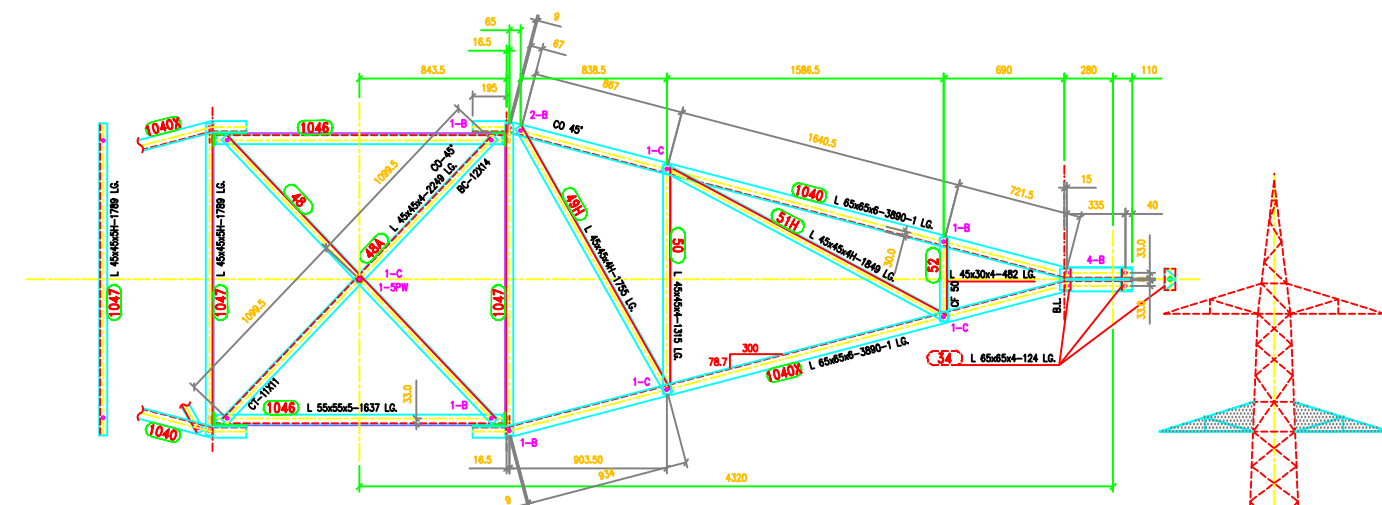 65
9
67
16.5
843.5
838.5
1586.5
690
280
110
195
887
1040X
1046
1-B
2-B
CO 45°
1-C
1640.5
15
721.5
335
40
1099.5
CO-45°
L 45x45x4-2249 LG.
BC-12X14
1040
L 65x65x6-3890-1 LG.
L 45x45x5H-1789 LG.
1047
L 45x45x5H-1789 LG.
1047
48
48A
1-C
1-5PW
1047
49H
L 45x45x4H-1755 LG.
50
L 45x45x4-1315 LG.
51H
L 45x45x4H-1849 LG.
30.0
1-B
52
L 45x30x4-482 LG.
CF 50
B.L.
4-B
33.0
33.0
1-C
1099.5
300
78.7
1040X
L 65x65x6-3890-1 LG.
34
L 65x65x4-124 LG.
CT-11X11
33.0
1-B
1-C
1040
1046
L 55x55x5-1637 LG.
1-B
16.5
903.50
934
9
4320